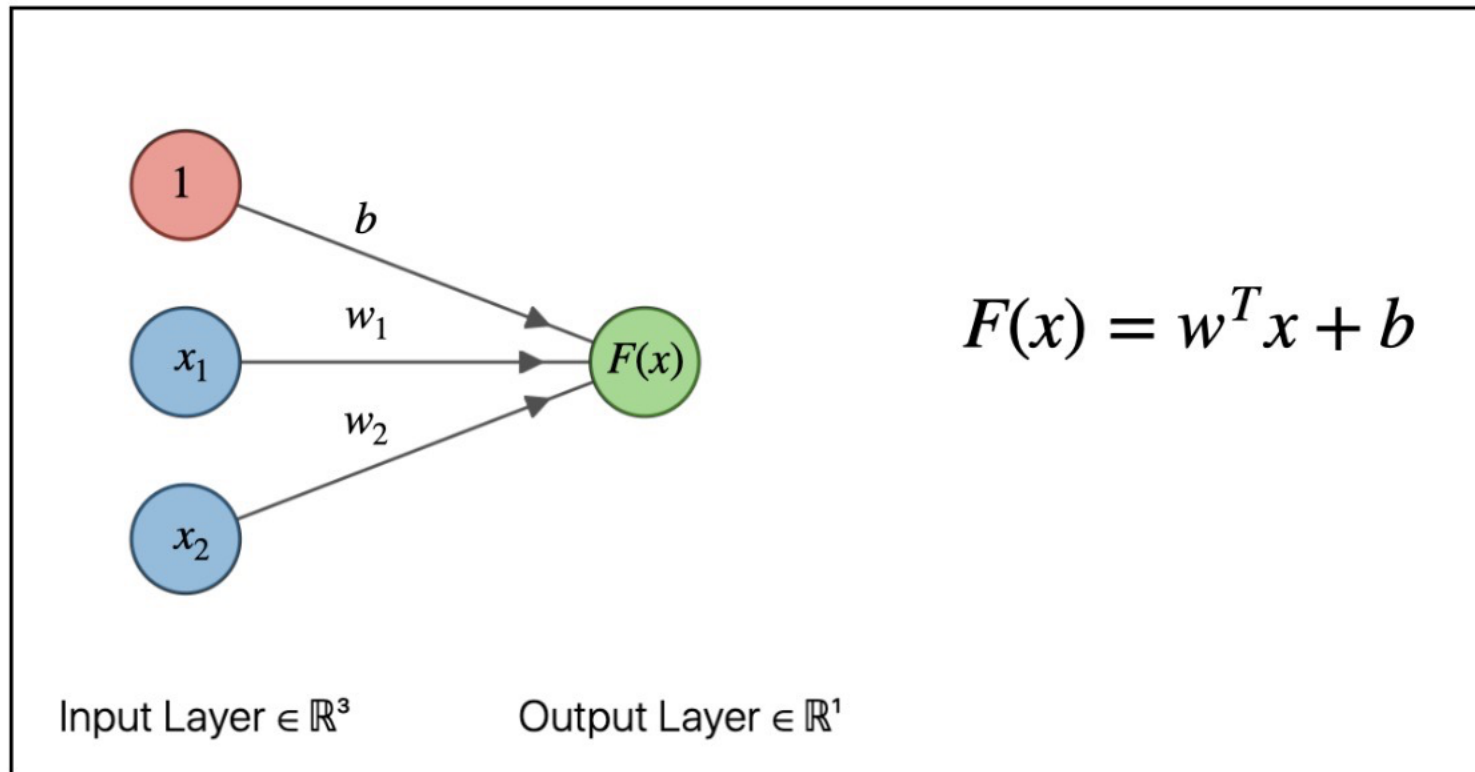 1
b
w₁
x₁
F(x)
w₂
x₂
F(x) = wᵀx + b
Input Layer ∈ ℝ³
Output Layer ∈ ℝ¹